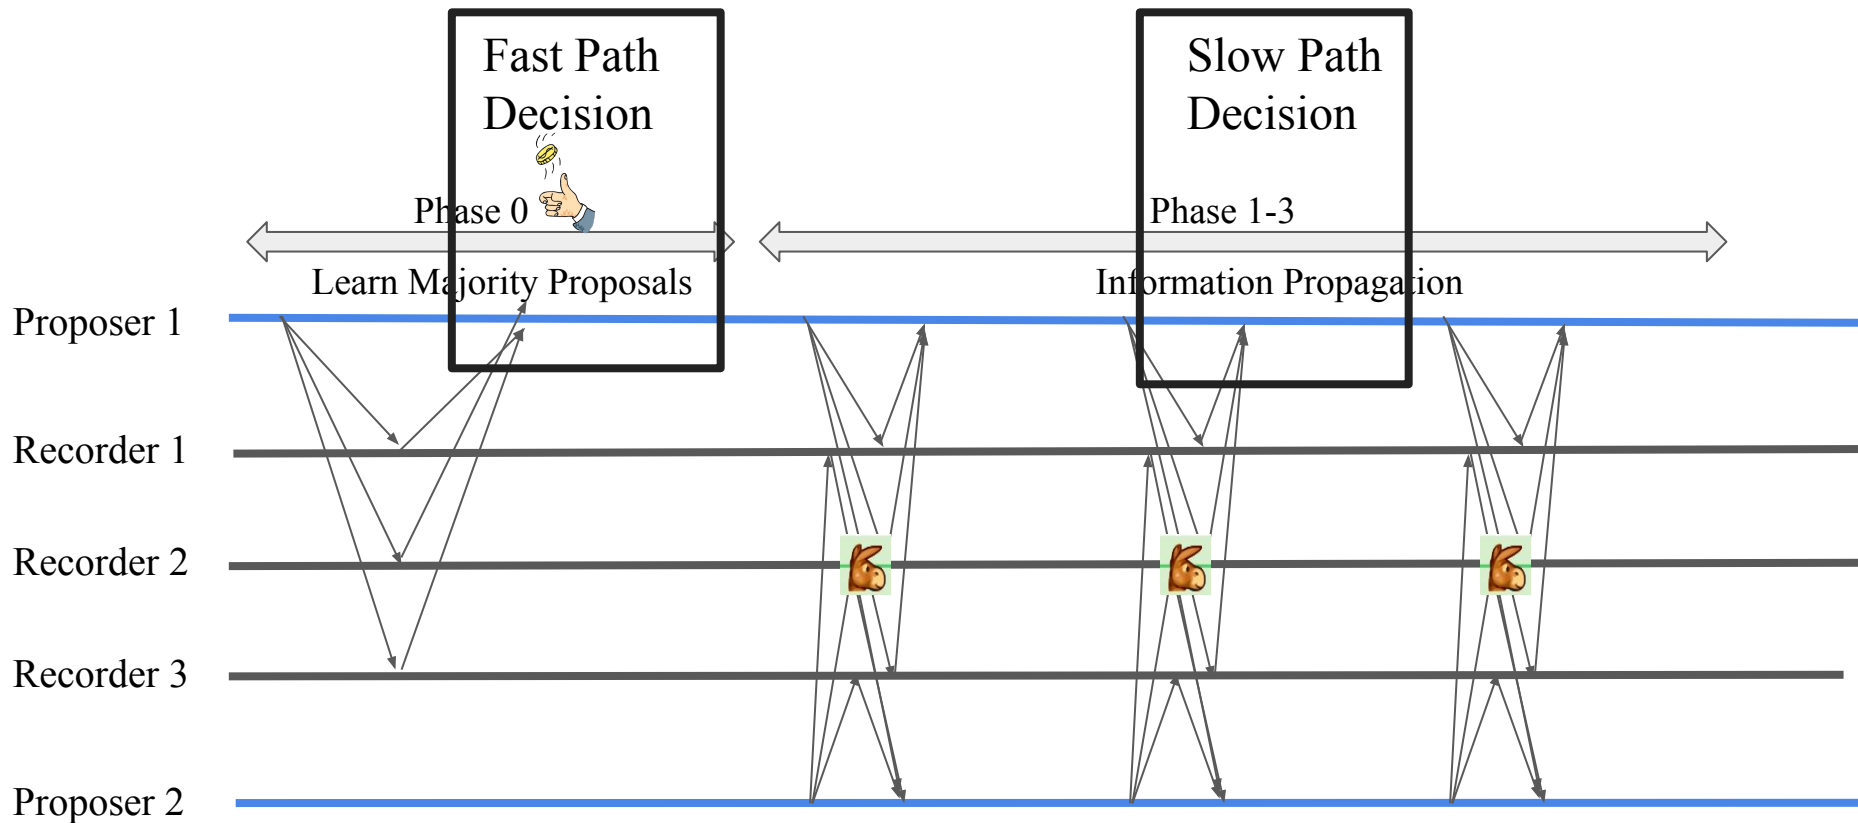 Fast Path
Decision
Slow Path
Decision
Phase 0
Phase 1-3
Learn Majority Proposals
Information Propagation
Proposer 1
Recorder 1
Recorder 2
Recorder 3
Proposer 2